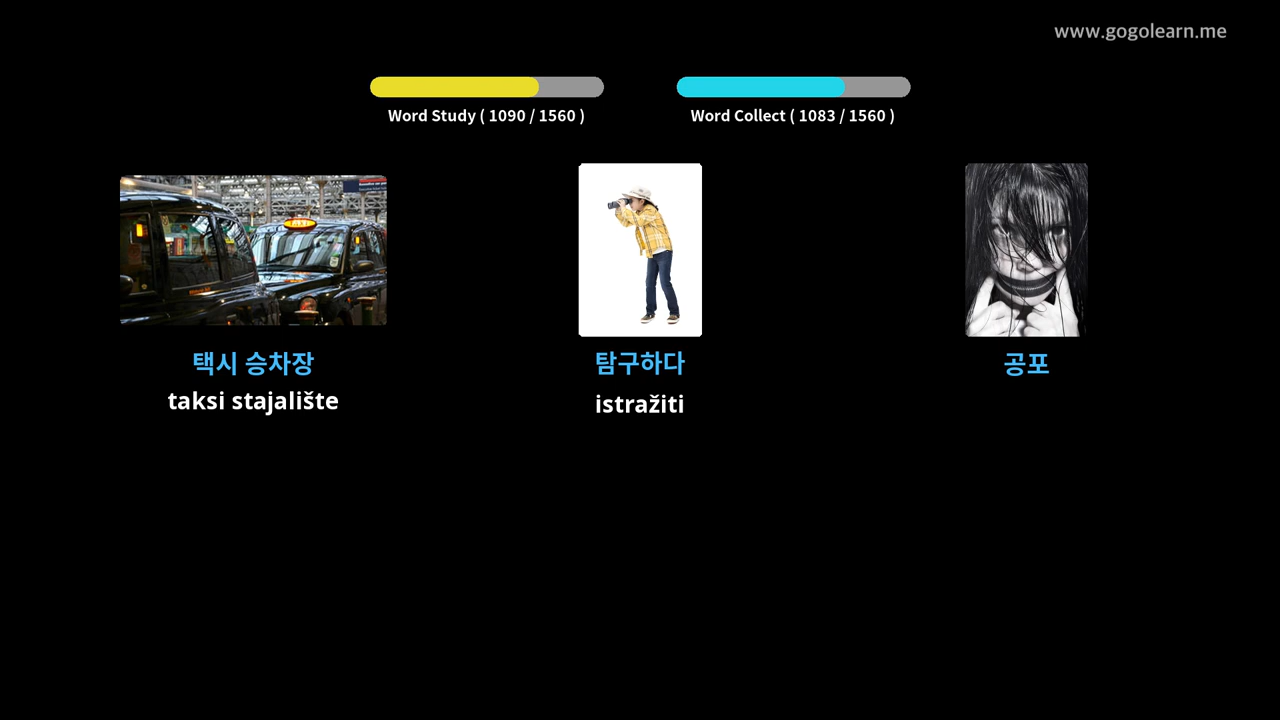 www.gogolearn.me
Word Study ( 1090 / 1560 )
Word Collect ( 1083 / 1560 )
택시 승차장
taksi stajalište
탐구하다
istražiti
공포